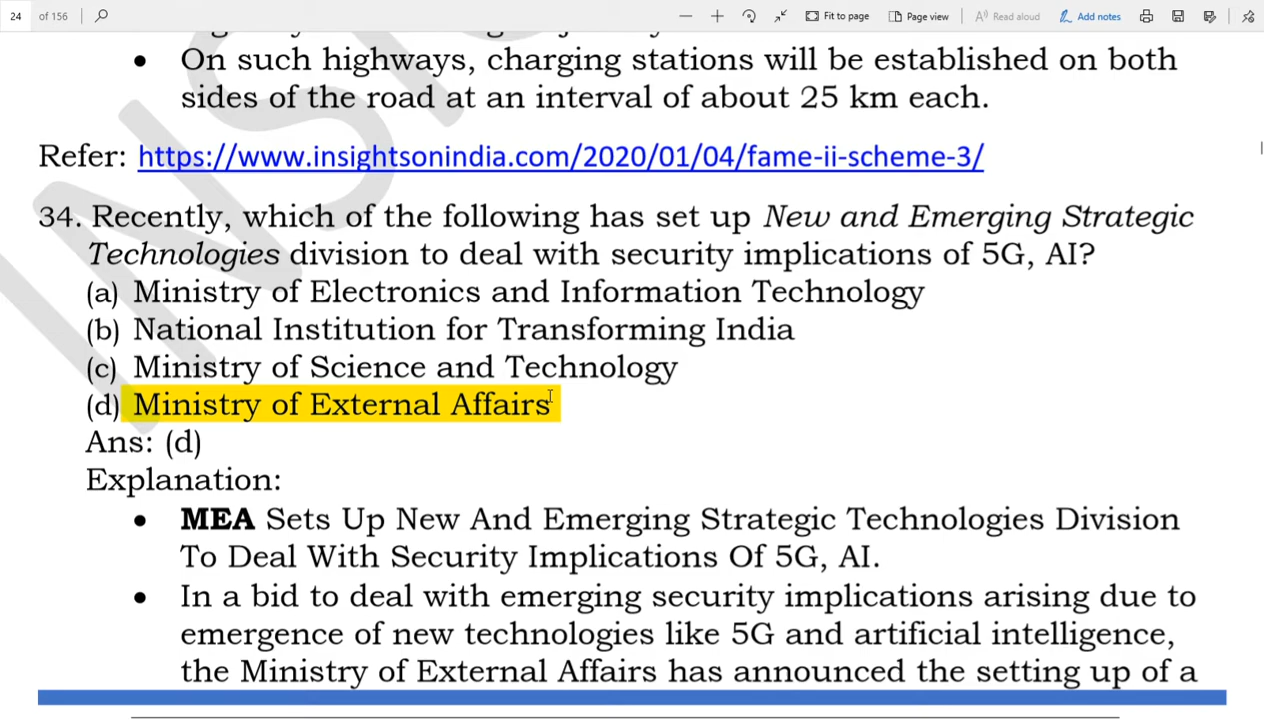 24 of 156
Fit to page
Page view
Read aloud
Add notes
• On such highways, charging stations will be established on both
sides of the road at an interval of about 25 km each.
Refer: https://www.insightsonindia.com/2020/01/04/fame-ii-scheme-3/
34. Recently, which of the following has set up New and Emerging Strategic
Technologies division to deal with security implications of 5G, AI?
(a) Ministry of Electronics and Information Technology
(b) National Institution for Transforming India
(c) Ministry of Science and Technology
(d) Ministry of External Affairs
Ans: (d)
Explanation:
• MEA Sets Up New And Emerging Strategic Technologies Division
To Deal With Security Implications Of 5G, AI.
• In a bid to deal with emerging security implications arising due to
emergence of new technologies like 5G and artificial intelligence,
the Ministry of External Affairs has announced the setting up of a